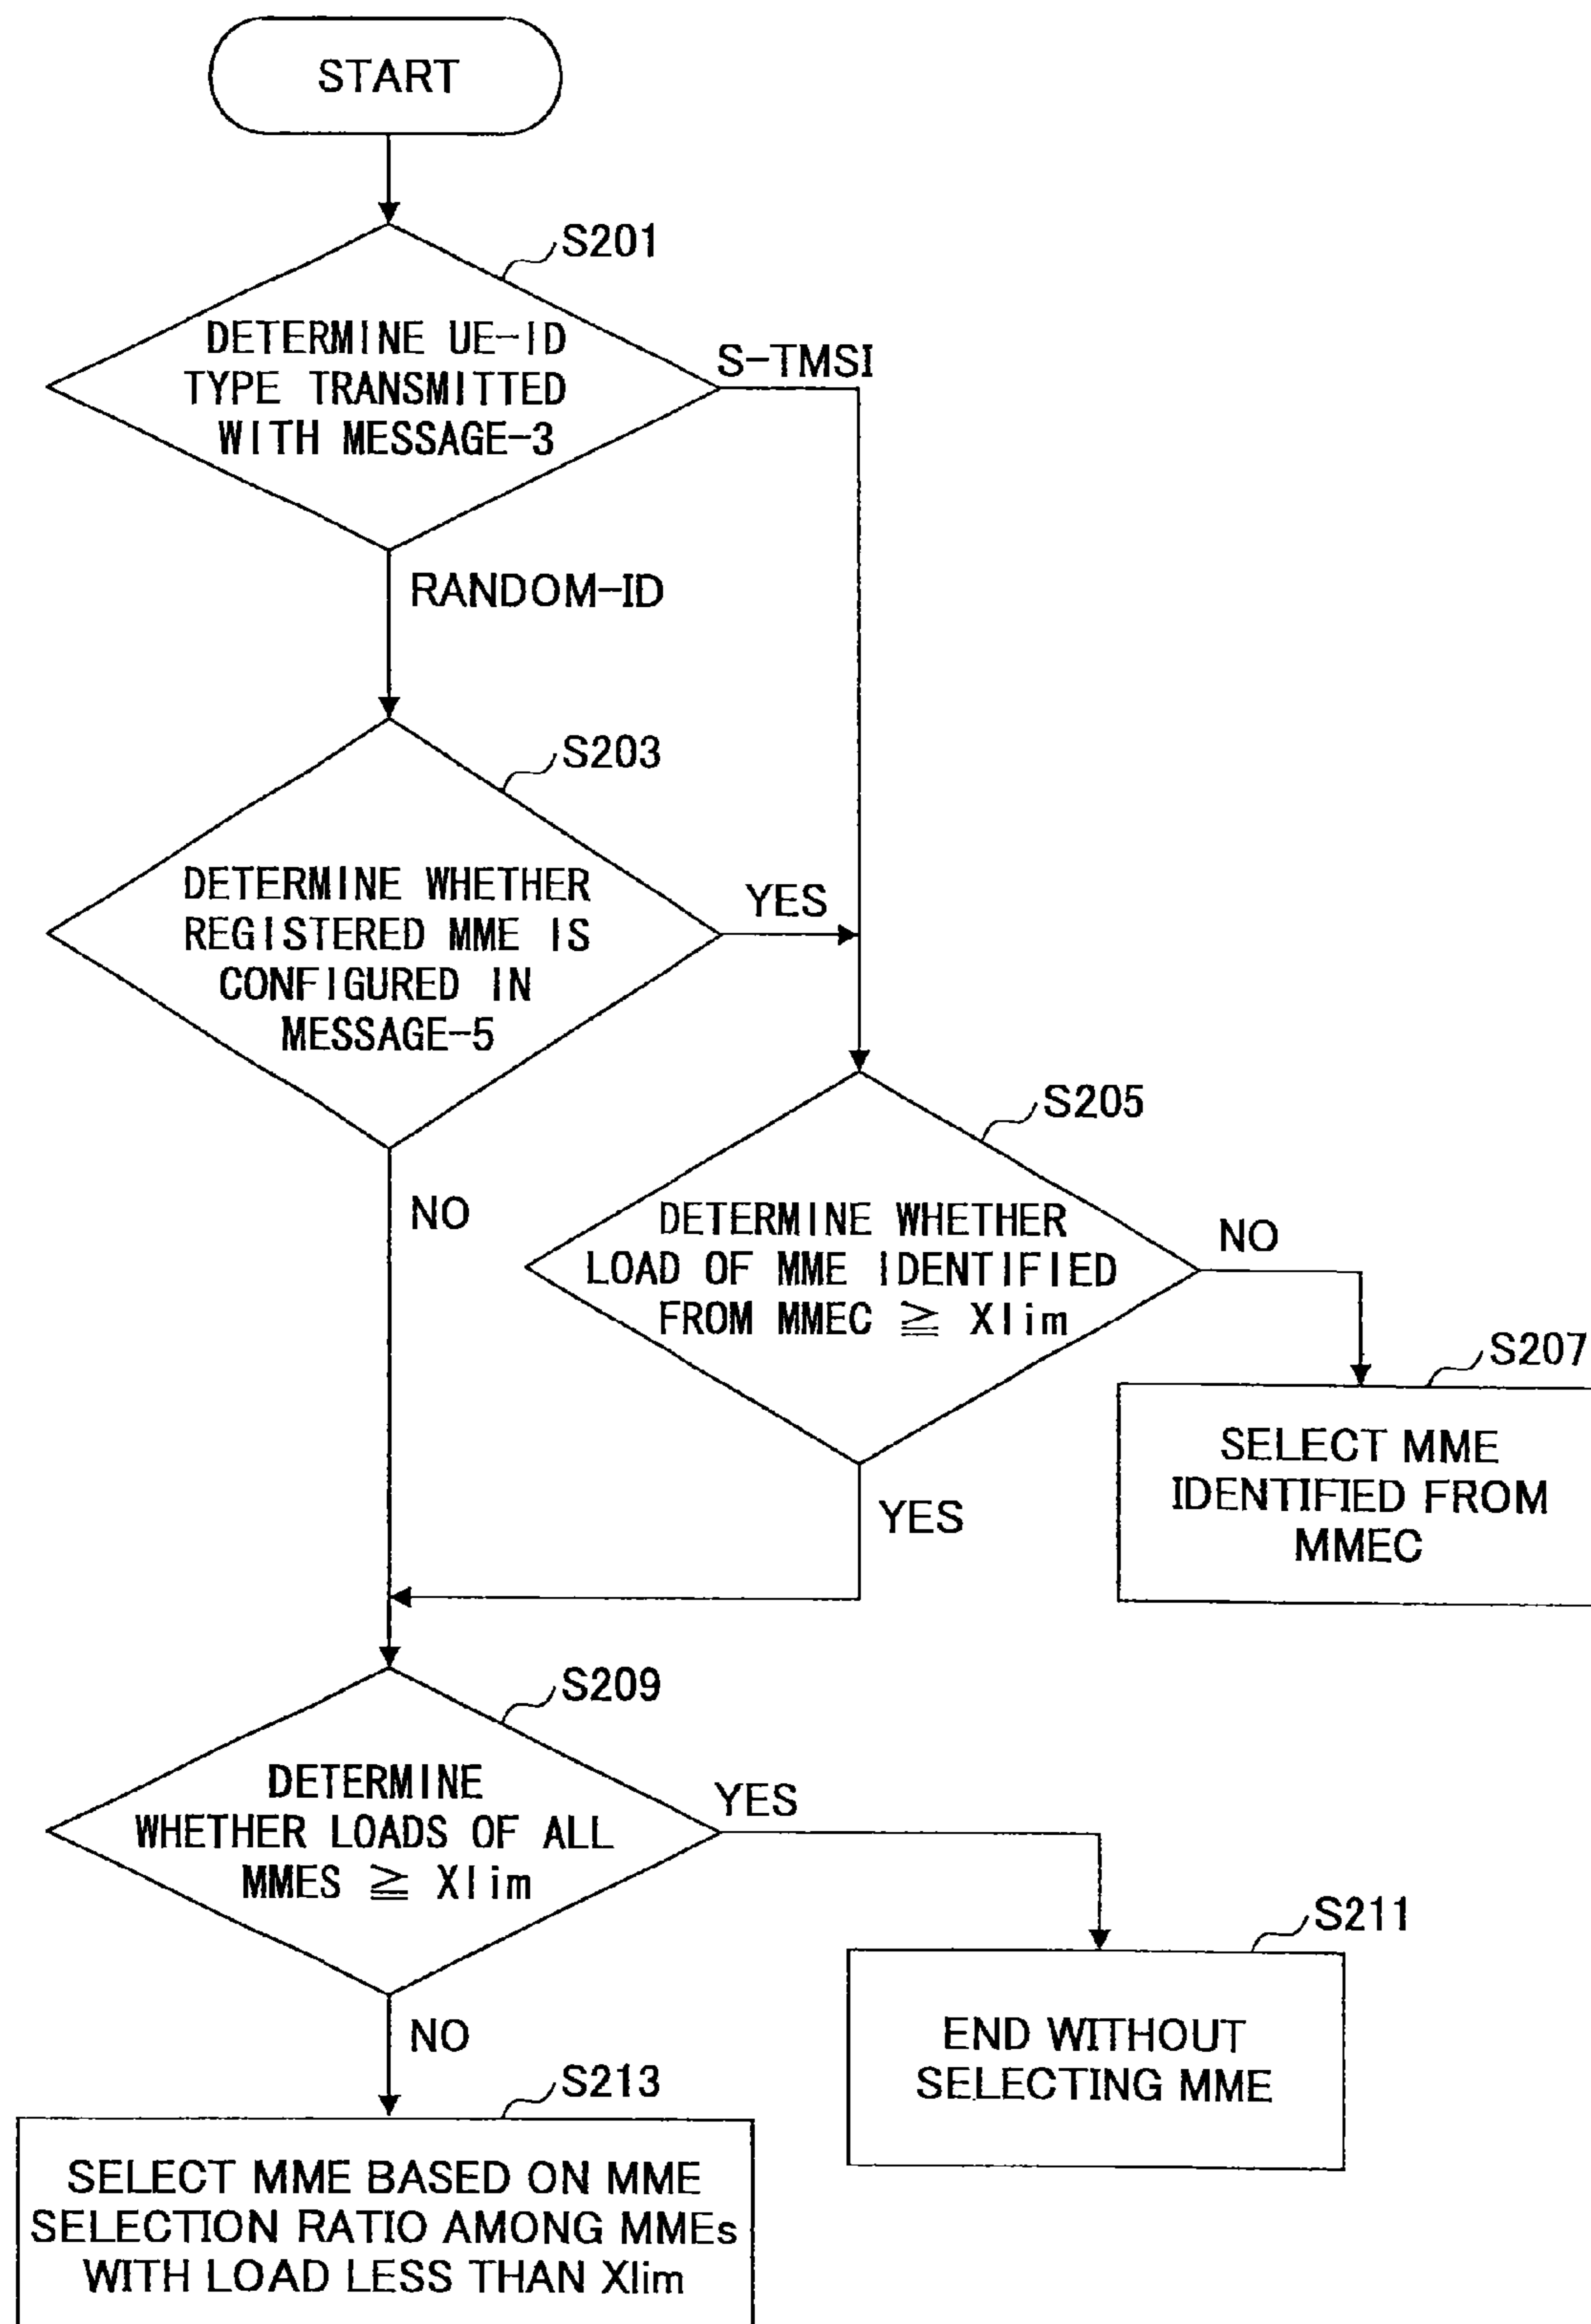 START
S201
DETERMINE UE-ID
TYPE TRANSMITTED
WITH MESSAGE-3
S-TMSI
RANDOM-ID
S203
DETERMINE WHETHER
REGISTERED MME IS
CONFIGURED IN
MESSAGE-5
YES
NO
S205
DETERMINE WHETHER
LOAD OF MME IDENTIFIED
FROM MMEC ≧ Xlim
NO
S207
SELECT MME
IDENTIFIED FROM
MMEC
YES
S209
DETERMINE
WHETHER LOADS OF ALL
MMES ≧ Xlim
YES
S211
END WITHOUT
SELECTING MME
NO
S213
SELECT MME BASED ON MME
SELECTION RATIO AMONG MMEs
WITH LOAD LESS THAN Xlim